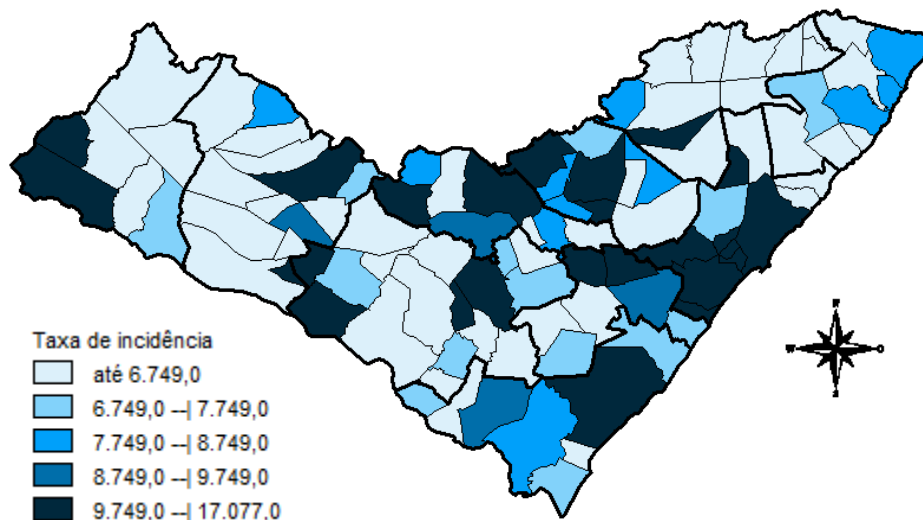 Taxa de incidência
até 6.749,0
6.749,0 --| 7.749,0
7.749,0 --| 8.749,0
8.749,0 --| 9.749,0
9.749,0 --| 17.077,0
N
W
O
S